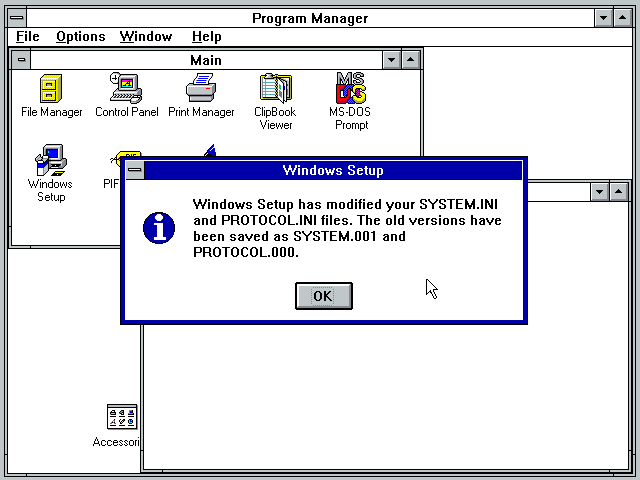 Program Manager
File Options Window Help
Main
File Manager
Control Panel
Print Manager
ClipBook
Viewer
MS-DOS
Prompt
Windows
Setup
PIF
Windows Setup
Windows Setup has modified your SYSTEM.INI
and PROTOCOL.INI files. The old versions have
been saved as SYSTEM.001 and
PROTOCOL.000.
OK
Accessori